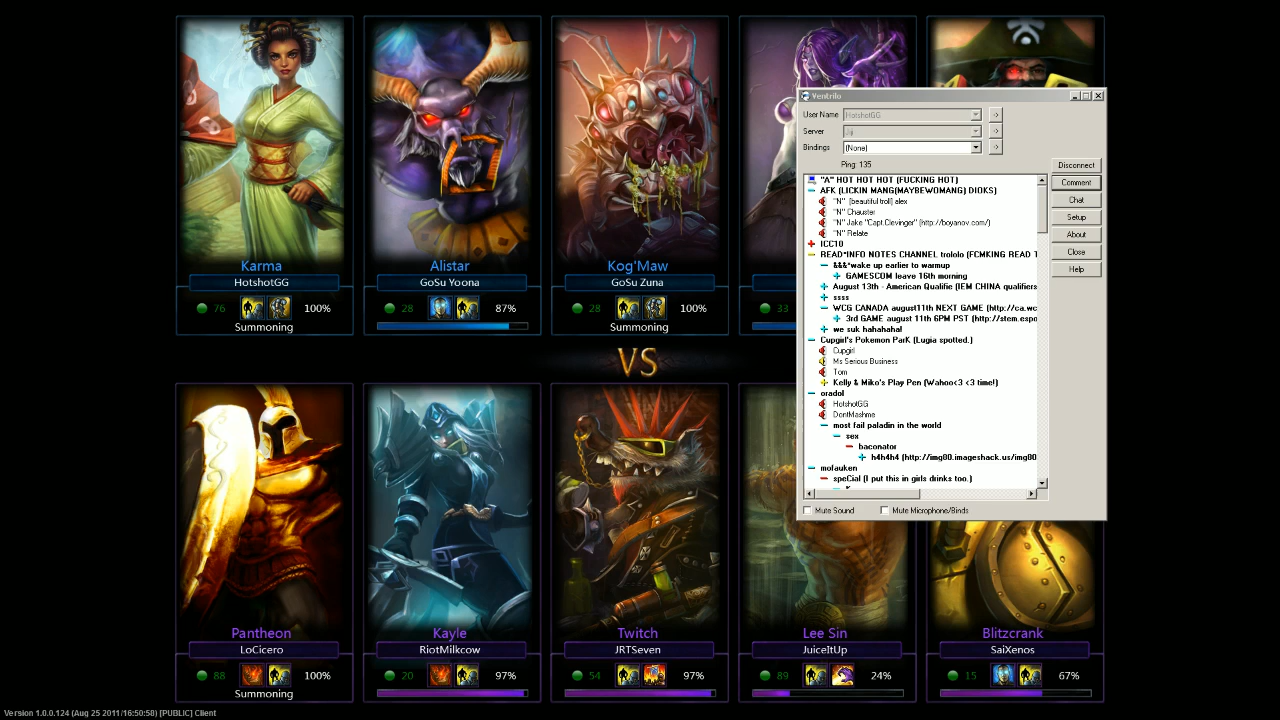 Karma
HotshotGG
76
100%
Summoning
Alistar
GoSu Yoona
28
87%
Kog'Maw
GoSu Zuna
28
100%
Summoning
33
VS
Ventrilo
User Name
HotshotGG
Server
Bindings
(None)
Ping: 135
Disconnect
Comment
Chat
Setup
About
Close
Help
"A" HOT HOT HOT (FUCKING HOT)
AFK (LICKIN MANG(MAYBEWOMANG) DIOKS)
"N" [beautiful troll] alex
"N" Chauster
"N" Jake "Capt.Clevinger" (http://boyanov.com/)
"N" Relate
ICC10
READ*INFO NOTES CHANNEL trololo (FCMKING READ T
&&&*wake up earlier to warmup
GAMESCOM leave 16th morning
August 13th - American Qualifie (IEM CHINA qualifiers
ssss
WCG CANADA august11th NEXT GAME (http://ca.wc
3rd GAME august 11th 6PM PST (http://stem.espo
we suk hahahaha!
Cupgirl's Pokemon ParK (Lugia spotted.)
Cupgirl
Ms Serious Business
Tom
Kelly & Miko's Play Pen (Wahoo<3 <3 time!)
oradol
HotshotGG
DontMashme
most fail paladin in the world
sex
baconator
h4h4h4 (http://img80.imageshack.us/img80
mofauken
speCial (I put this in girls drinks too.)
Mute Sound
Mute Microphone/Binds
Pantheon
LoCicero
88
100%
Summoning
Kayle
RiotMilkcow
20
97%
Twitch
JRTSeven
54
97%
Lee Sin
JuiceItUp
89
24%
Blitzcrank
SaiXenos
15
67%
Version 1.0.0.124 (Aug 25 2011/16:50:58) [PUBLIC] Client